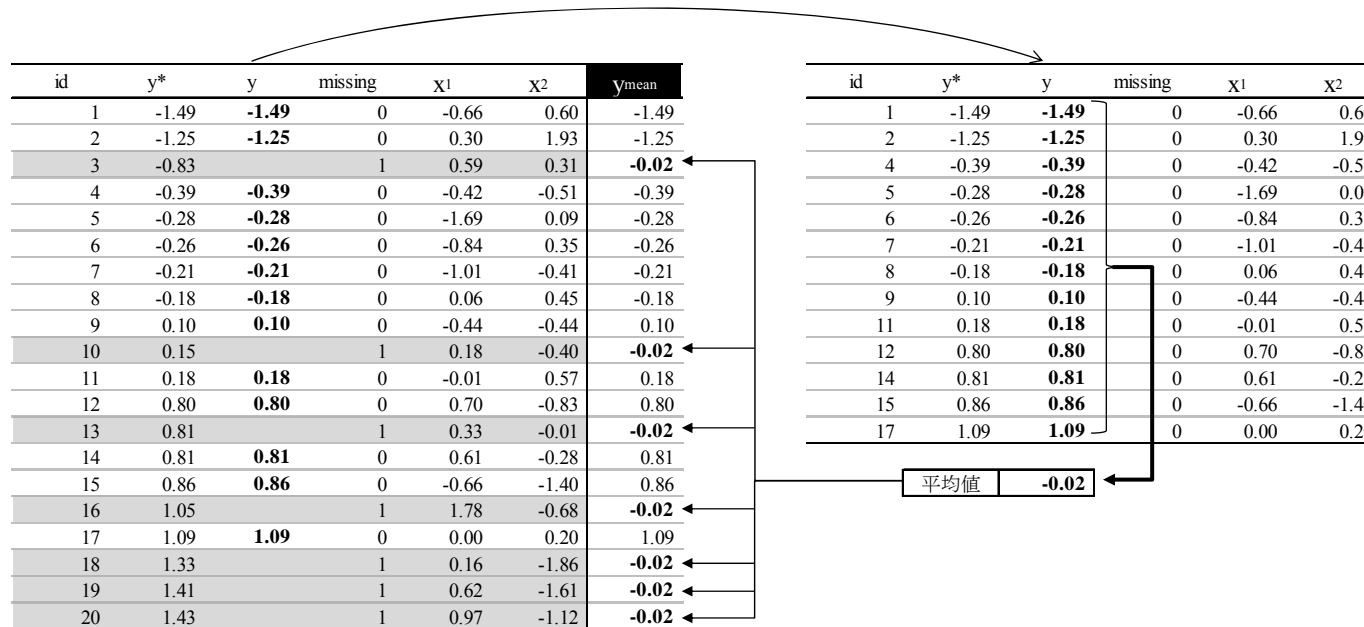 id y* y missing x1 x2 ymean
1 -1.49 -1.49 0 -0.66 0.60 -1.49
2 -1.25 -1.25 0 0.30 1.93 -1.25
3 -0.83 1 0.59 0.31 -0.02
4 -0.39 -0.39 0 -0.42 -0.51 -0.39
5 -0.28 -0.28 0 -1.69 0.09 -0.28
6 -0.26 -0.26 0 -0.84 0.35 -0.26
7 -0.21 -0.21 0 -1.01 -0.41 -0.21
8 -0.18 -0.18 0 0.06 0.45 -0.18
9 0.10 0.10 0 -0.44 -0.44 0.10
10 0.15 1 0.18 -0.40 -0.02
11 0.18 0.18 0 -0.01 0.57 0.18
12 0.80 0.80 0 0.70 -0.83 0.80
13 0.81 1 0.33 -0.01 -0.02
14 0.81 0.81 0 0.61 -0.28 0.81
15 0.86 0.86 0 -0.66 -1.40 0.86
16 1.05 1 1.78 -0.68 -0.02
17 1.09 1.09 0 0.00 0.20 1.09
18 1.33 1 0.16 -1.86 -0.02
19 1.41 1 0.62 -1.61 -0.02
20 1.43 1 0.97 -1.12 -0.02
id y* y missing x1 x2
1 -1.49 -1.49 0 -0.66 0.6
2 -1.25 -1.25 0 0.30 1.9
4 -0.39 -0.39 0 -0.42 -0.5
5 -0.28 -0.28 0 -1.69 0.0
6 -0.26 -0.26 0 -0.84 0.3
7 -0.21 -0.21 0 -1.01 -0.4
8 -0.18 -0.18 0 0.06 0.4
9 0.10 0.10 0 -0.44 -0.4
11 0.18 0.18 0 -0.01 0.5
12 0.80 0.80 0 0.70 -0.8
14 0.81 0.81 0 0.61 -0.2
15 0.86 0.86 0 -0.66 -1.4
17 1.09 1.09 0 0.00 0.2
平均値 -0.02